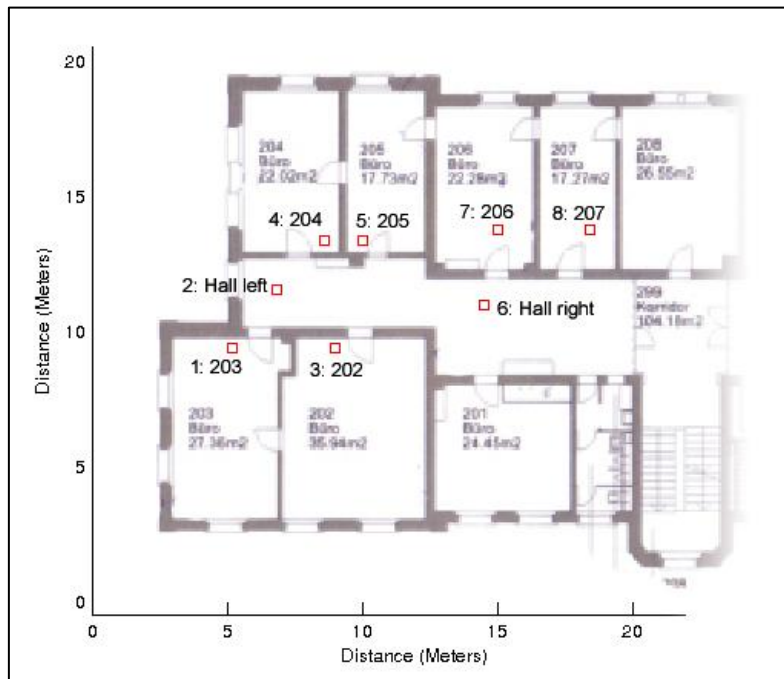 20
204
Büro
22.02m2
205
Büro
17.73m2
206
Büro
22.28m2
207
Büro
17.27m2
208
Büro
26.55m2
15
4: 204
5: 205
7: 206
8: 207
2: Hall left
6: Hall right
299
Korridor
104.18m2
10
1: 203
3: 202
203
Büro
27.36m2
202
Büro
35.94m2
201
Büro
24.45m2
5
0
0
5
10
15
20
Distance (Meters)
Distance (Meters)